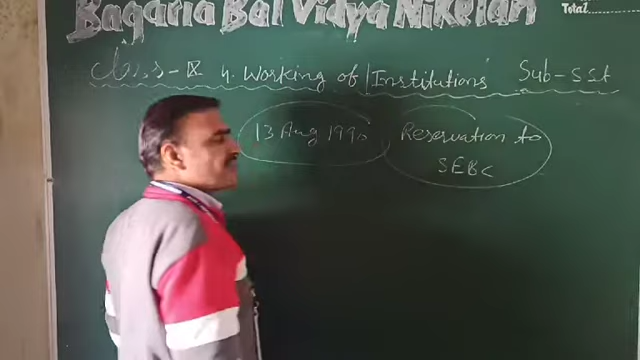 Bagaria Bal Vidya Niketan
Total
Class - IX 4. Working of Institutions Sub - SSt
13 Aug 1990 Reservation to
SEBC